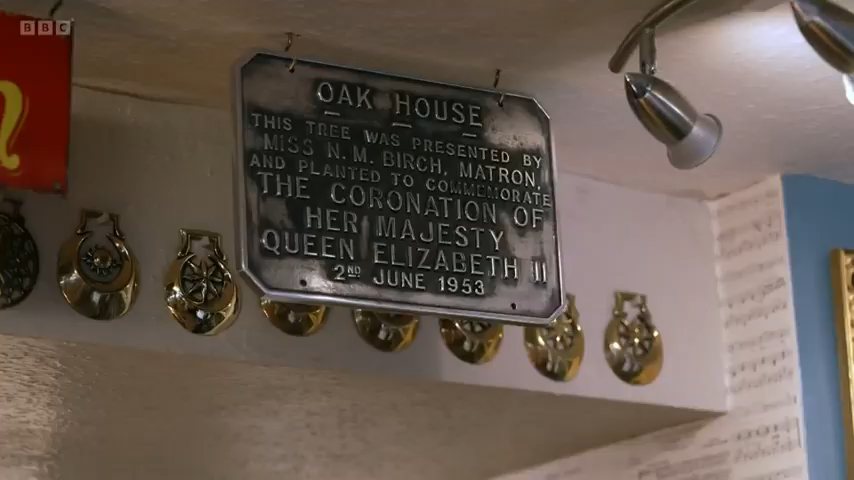 BBC
OAK HOUSE
THIS TREE WAS PRESENTED BY
MISS N. M. BIRCH, MATRON,
AND PLANTED TO COMMEMORATE
THE CORONATION OF
HER MAJESTY
QUEEN ELIZABETH II
2ND JUNE 1953